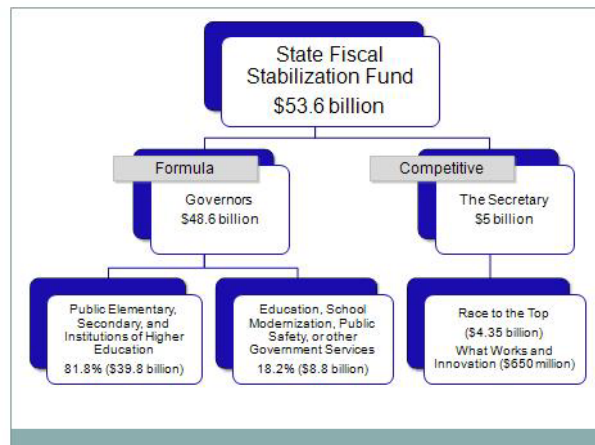 State Fiscal
Stabilization Fund
$53.6 billion
Formula
Governors
$48.6 billion
Competitive
The Secretary
$5 billion
Public Elementary,
Secondary, and
Institutions of Higher
Education
81.8% ($39.8 billion)
Education, School
Modernization, Public
Safety, or other
Government Services
18.2% ($8.8 billion)
Race to the Top
($4.35 billion)
What Works and
Innovation ($650 million)